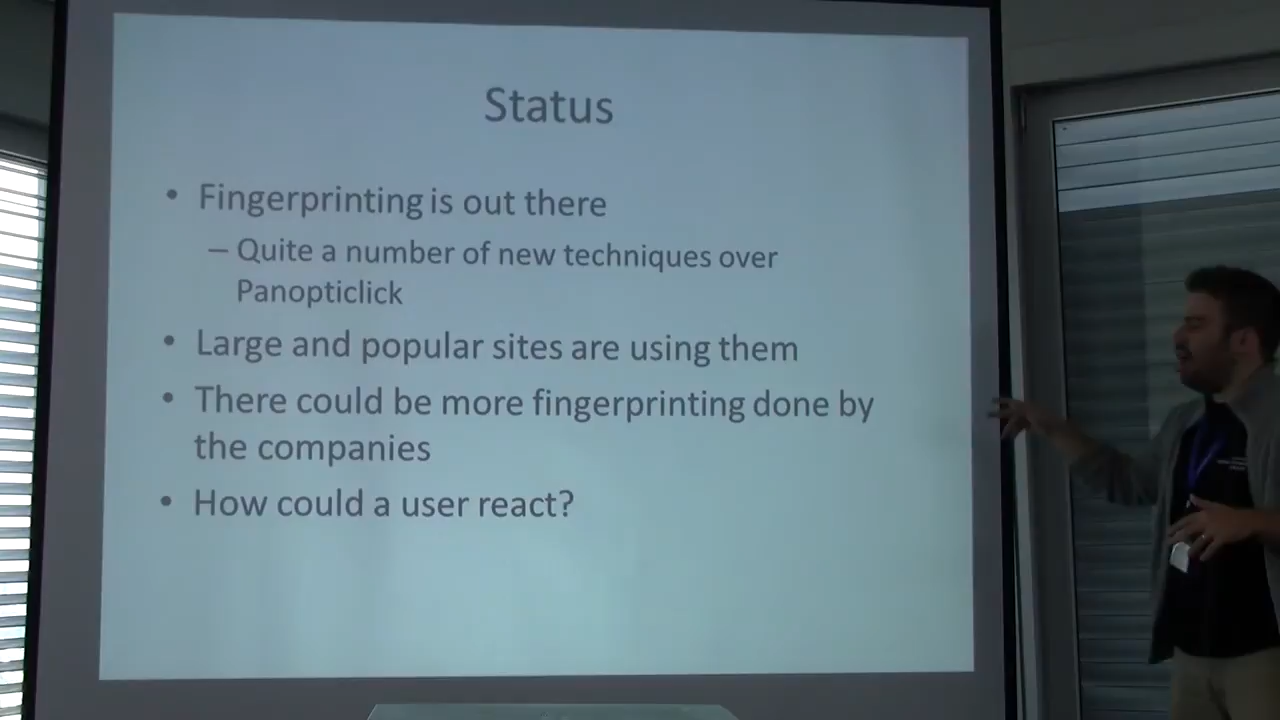 Status
• Fingerprinting is out there
– Quite a number of new techniques over
Panopticlick
• Large and popular sites are using them
• There could be more fingerprinting done by
the companies
• How could a user react?